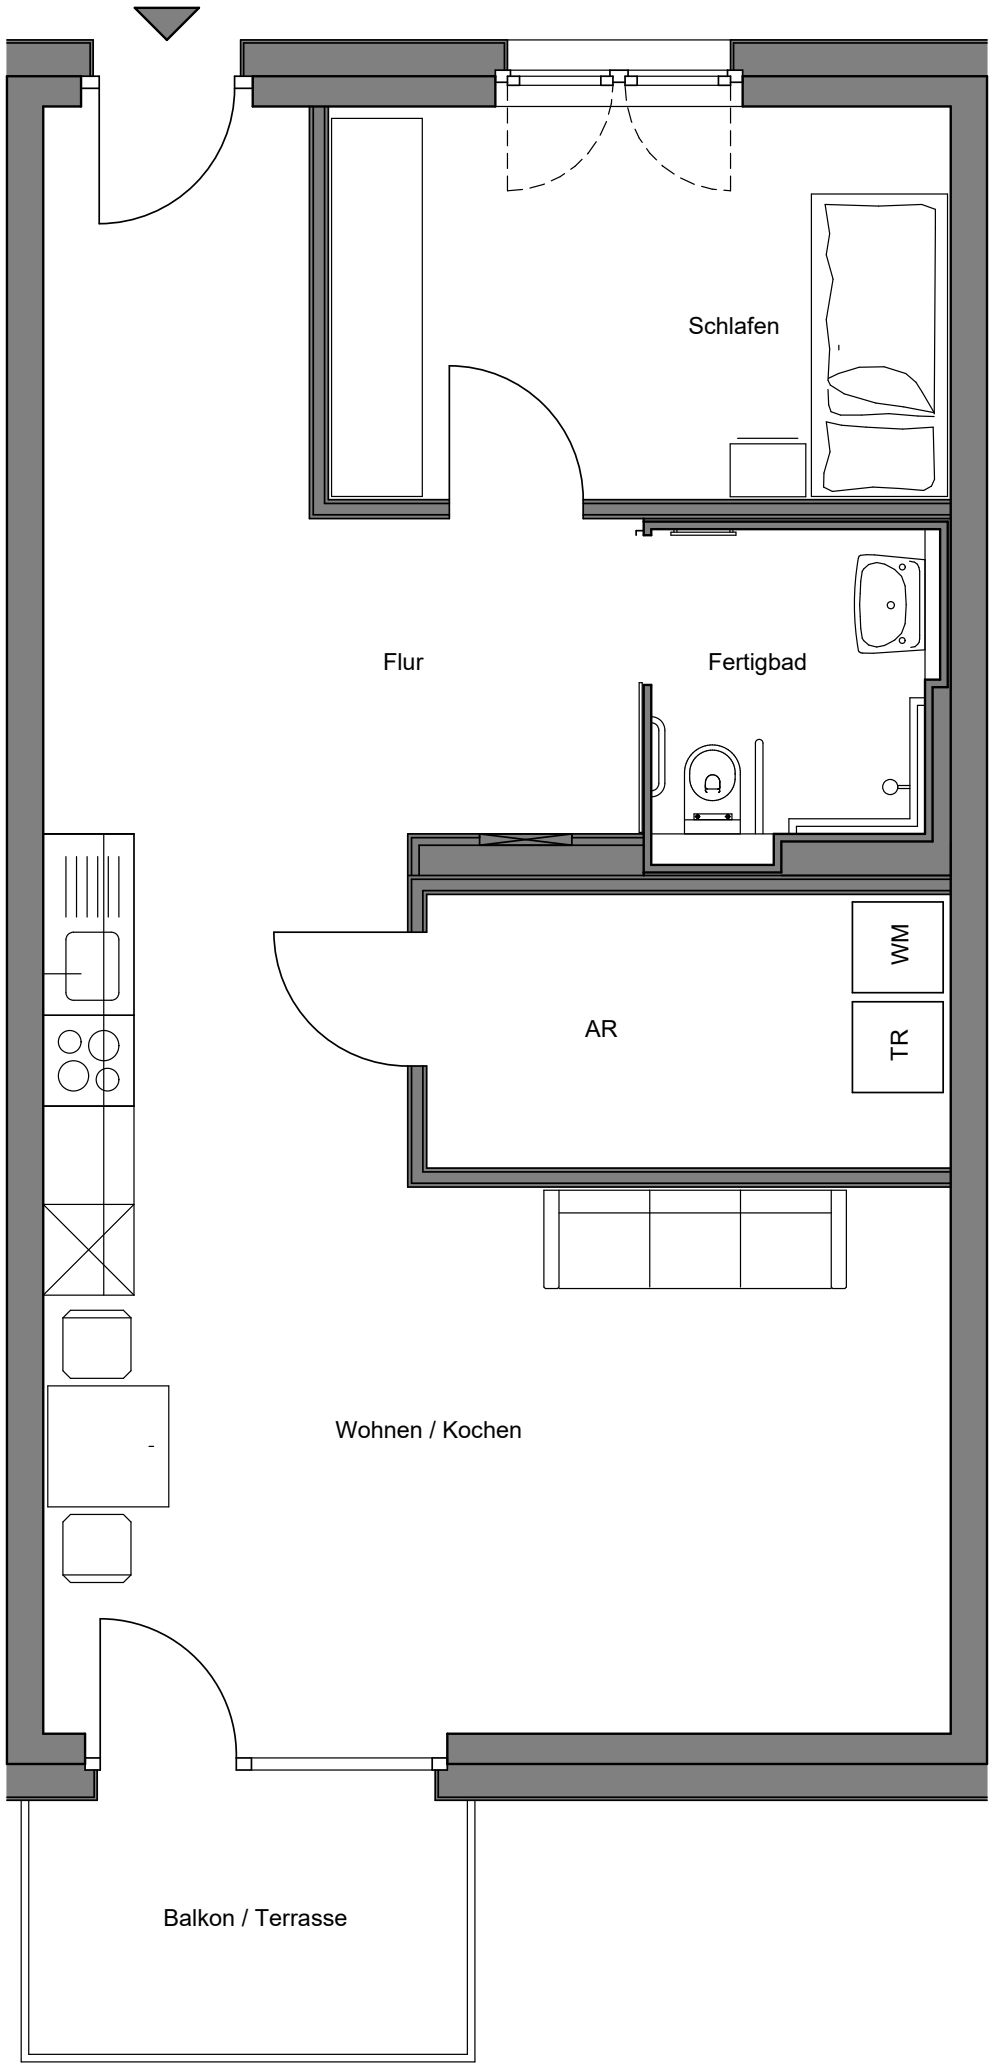 Schlafen
Flur
Fertigbad
WM
AR
TR
Wohnen / Kochen
Balkon / Terrasse